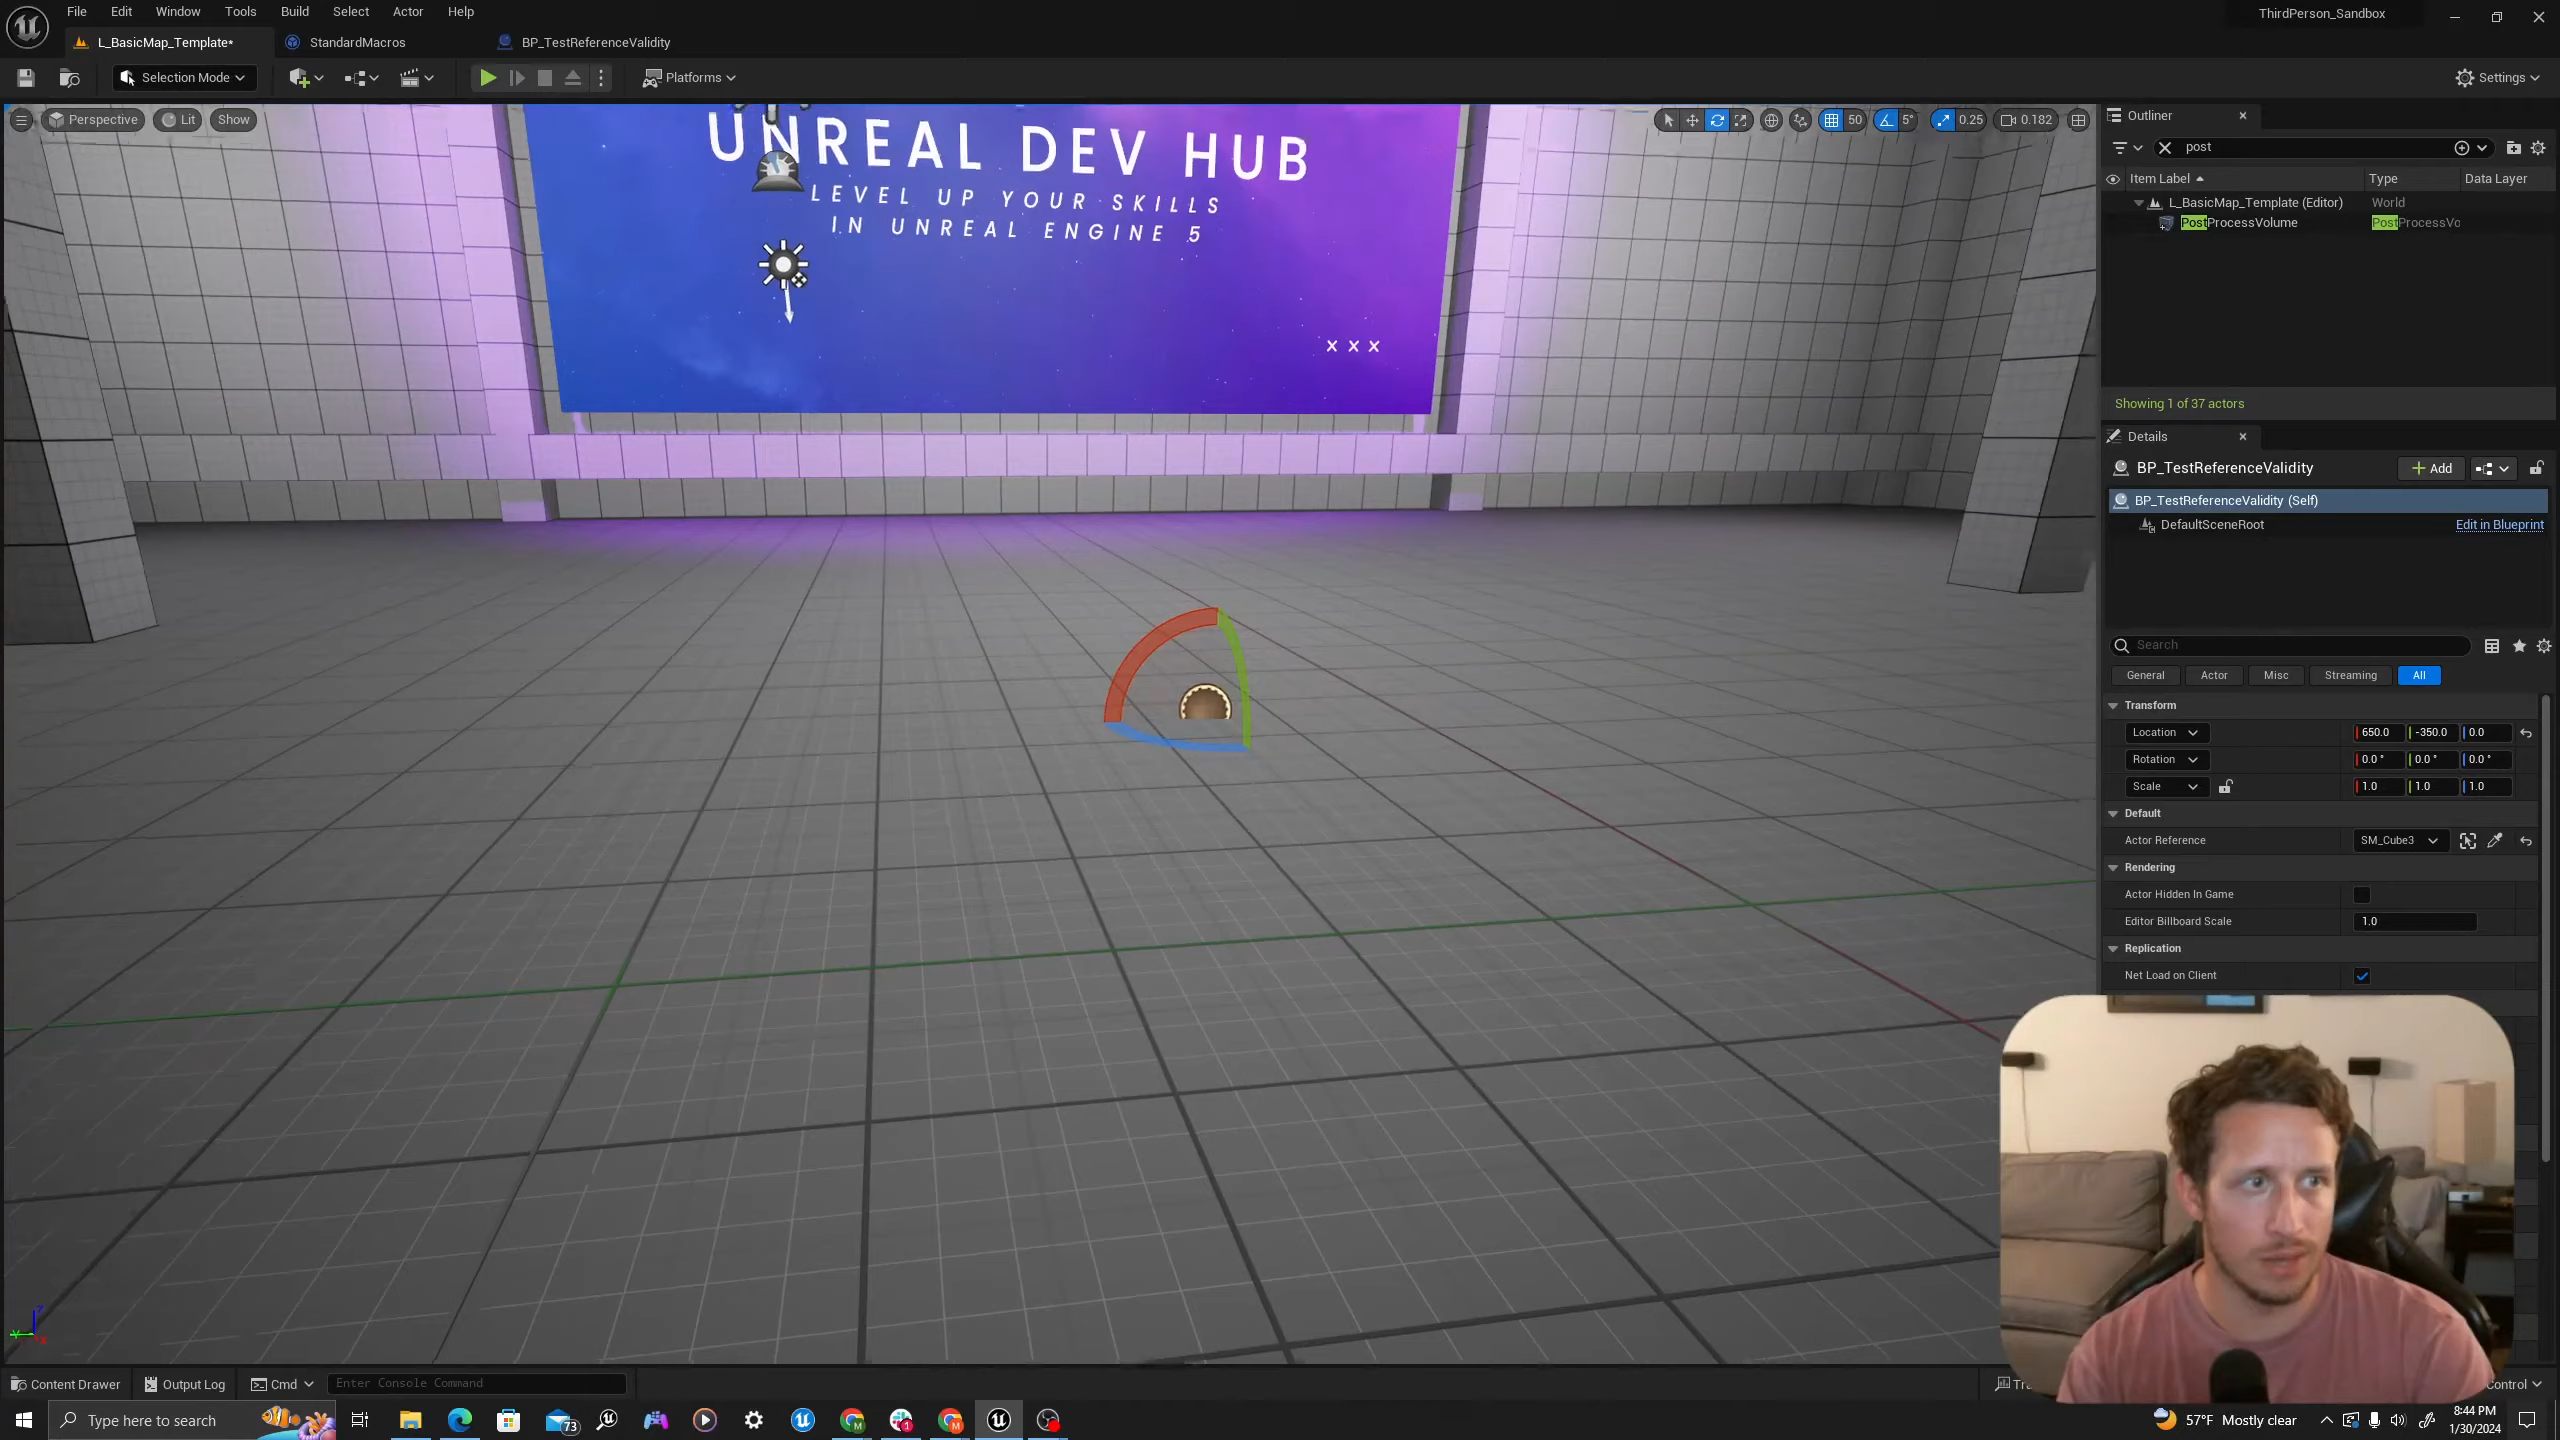 File Edit Window Tools Build Select Actor Help
ThirdPerson_Sandbox
L_BasicMap_Template*
StandardMacros
BP_TestReferenceValidity
Selection Mode
Platforms
Settings
Perspective Lit Show
50 5° 0.25 0.182
UNREAL DEV HUB
LEVEL UP YOUR SKILLS
IN UNREAL ENGINE 5
x x x
Outliner
post
Item Label Type Data Layer
L_BasicMap_Template (Editor) World
PostProcessVolume PostProcessVo
Showing 1 of 37 actors
Details
BP_TestReferenceValidity Add
BP_TestReferenceValidity (Self)
DefaultSceneRoot Edit in Blueprint
Search
General Actor Misc Streaming All
Transform
Location 650.0 -350.0 0.0
Rotation 0.0° 0.0° 0.0°
Scale 1.0 1.0 1.0
Default
Actor Reference SM_Cube3
Rendering
Actor Hidden In Game
Editor Billboard Scale 1.0
Replication
Net Load on Client
Content Drawer Output Log Cmd Enter Console Command
Control
Type here to search
73
1
57°F Mostly clear
8:44 PM
1/30/2024